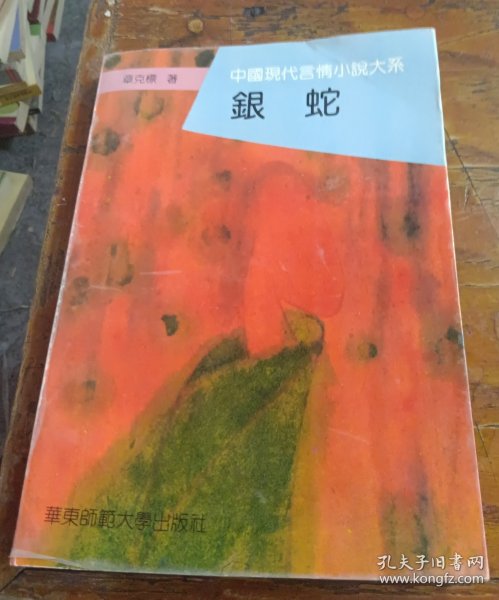 章克標 著
中國現代言情小說大系
銀 蛇
華東師範大學出版社
孔夫子旧书网
www.kongfz.com